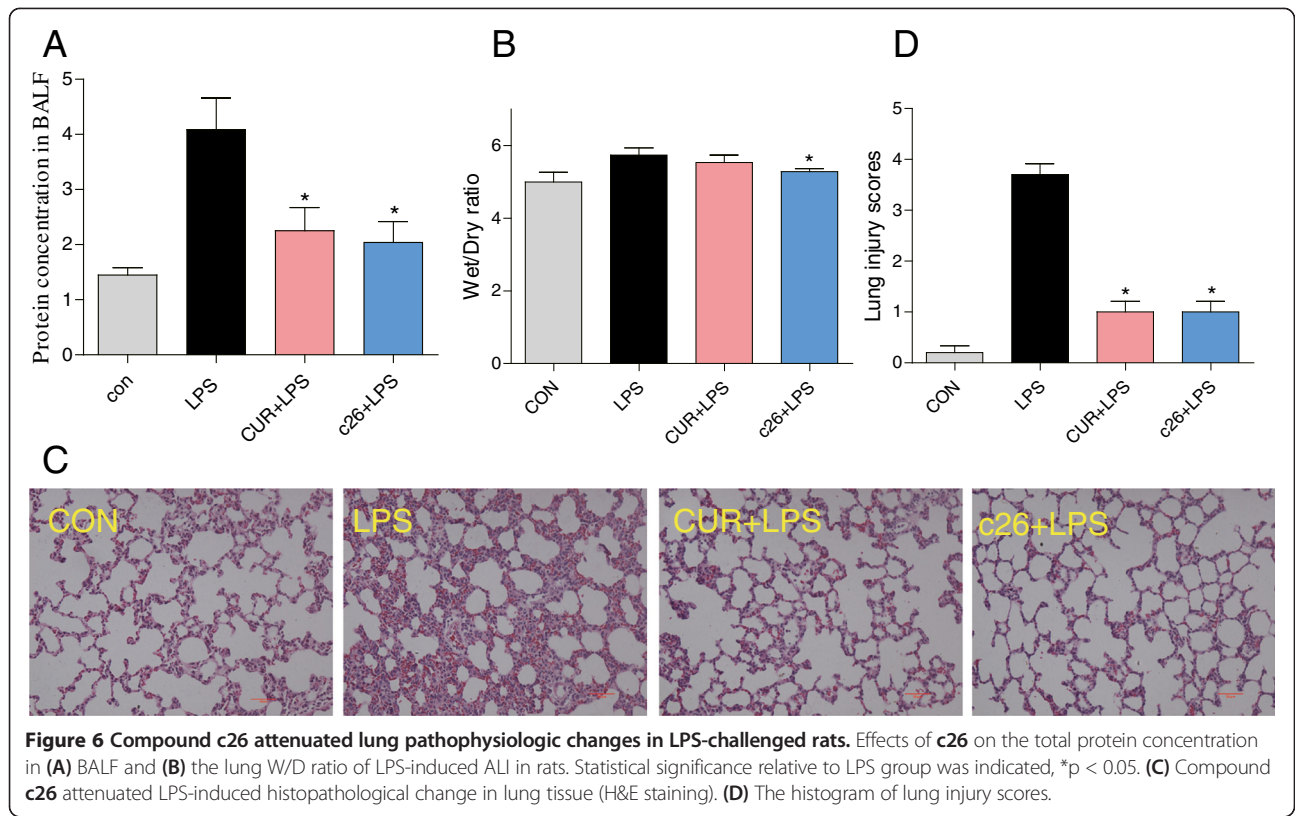 A
Protein concentration in BALF
5
4
3
2
1
0
*
*
con
LPS
CUR+LPS
c26+LPS
B
Wet/Dry ratio
6
4
2
0
*
CON
LPS
CUR+LPS
c26+LPS
D
Lung injury scores
5
4
3
2
1
0
*
*
CON
LPS
CUR+LPS
c26+LPS
C
CON
LPS
CUR+LPS
c26+LPS
Figure 6 Compound c26 attenuated lung pathophysiologic changes in LPS-challenged rats. Effects of c26 on the total protein concentration
in (A) BALF and (B) the lung W/D ratio of LPS-induced ALI in rats. Statistical significance relative to LPS group was indicated, *p < 0.05. (C) Compound
c26 attenuated LPS-induced histopathological change in lung tissue (H&E staining). (D) The histogram of lung injury scores.